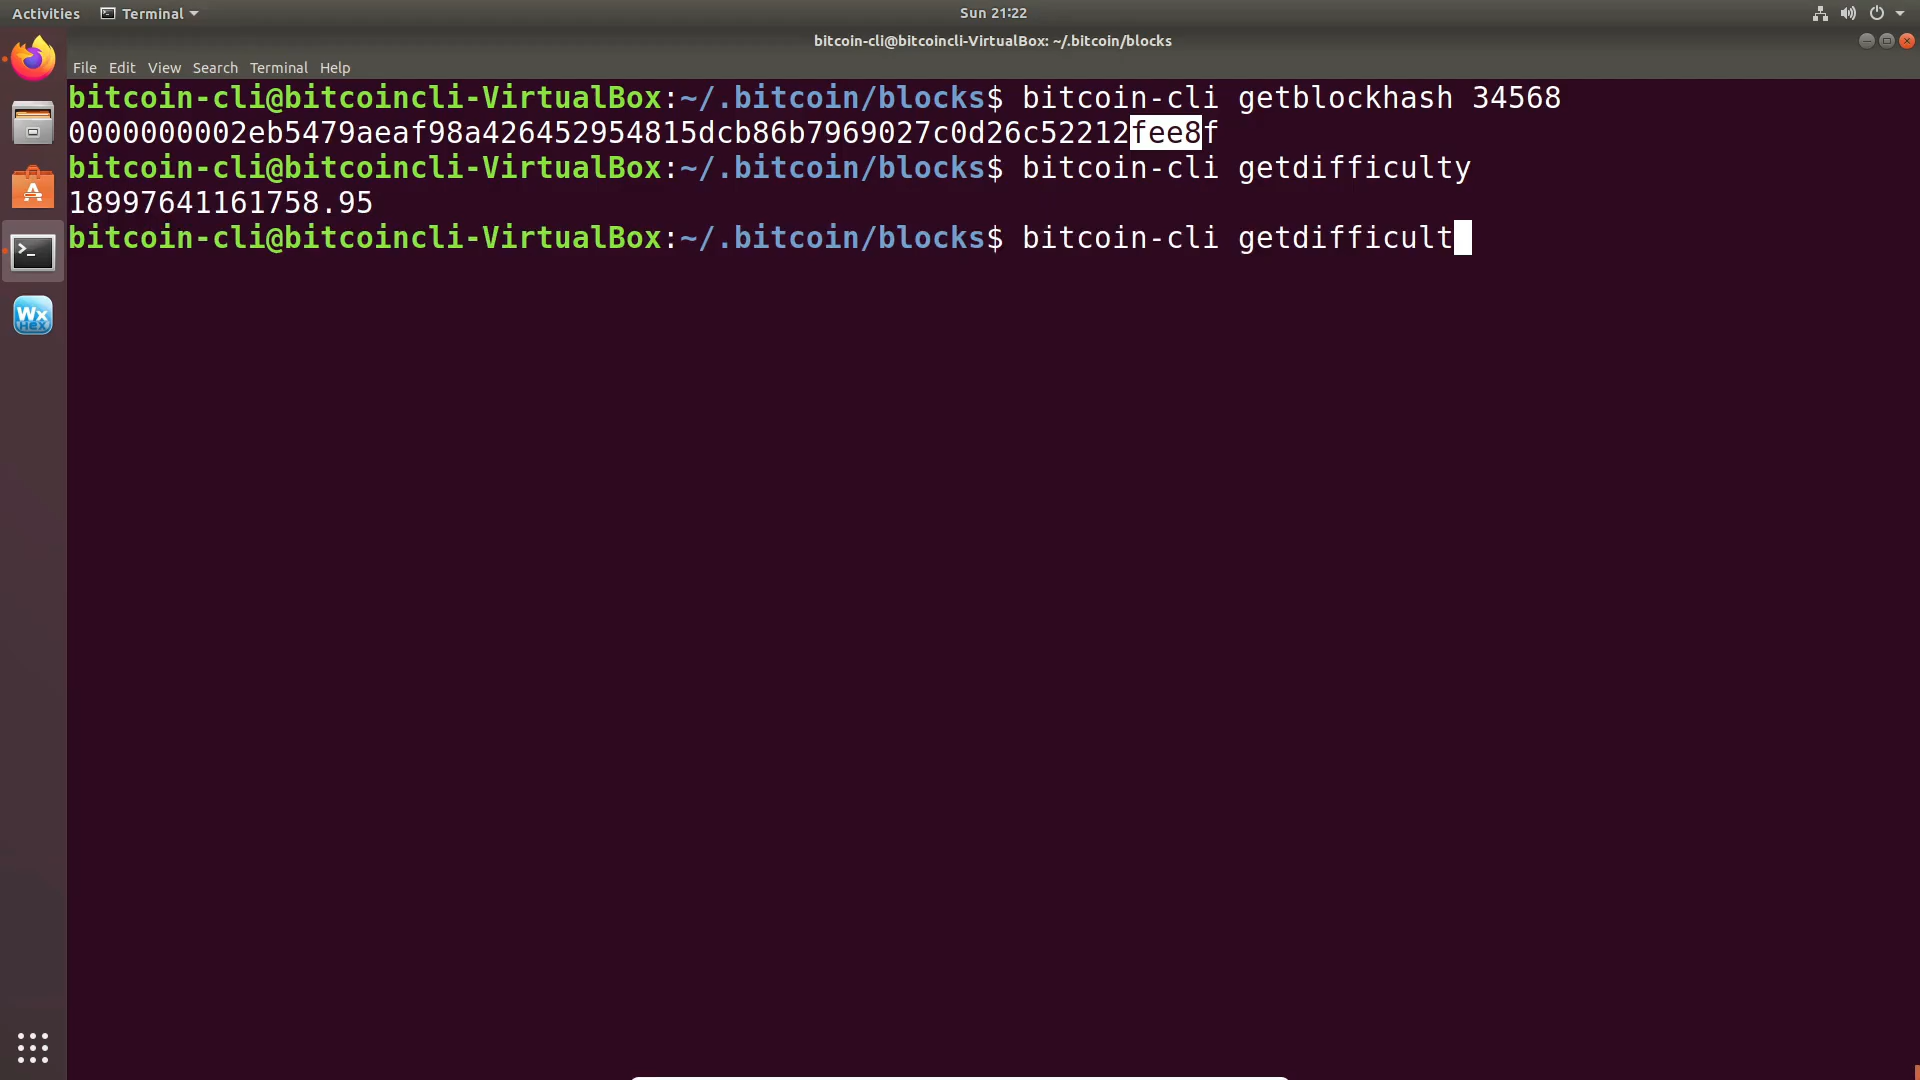 Activities Terminal Sun 21:22
bitcoin-cli@bitcoincli-VirtualBox: ~/.bitcoin/blocks
File Edit View Search Terminal Help
bitcoin-cli@bitcoincli-VirtualBox:~/.bitcoin/blocks$ bitcoin-cli getblockhash 34568
0000000002eb5479aeaf98a426452954815dcb86b7969027c0d26c52212fee8f
bitcoin-cli@bitcoincli-VirtualBox:~/.bitcoin/blocks$ bitcoin-cli getdifficulty
18997641161758.95
bitcoin-cli@bitcoincli-VirtualBox:~/.bitcoin/blocks$ bitcoin-cli getdifficult
Wx
HeX